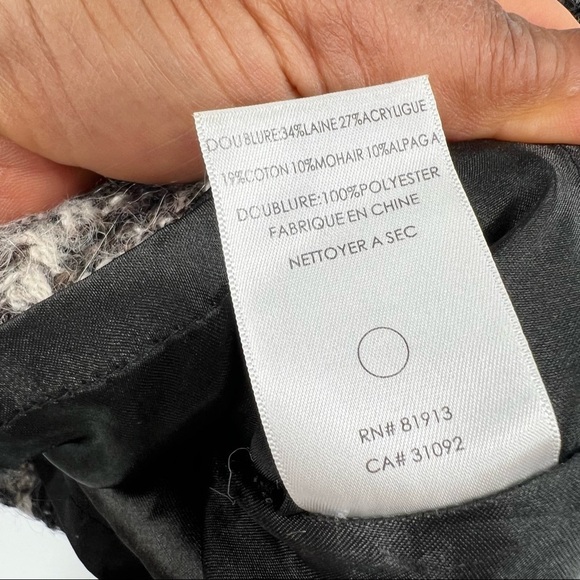 DOUBLURE:34%LAINE 27%ACRYLIGUE
19%COTON 10%MOHAIR 10%ALPAGA
DOUBLURE:100%POLYESTER
FABRIQUE EN CHINE
NETTOYER A SEC
RN# 81913
CA# 31092